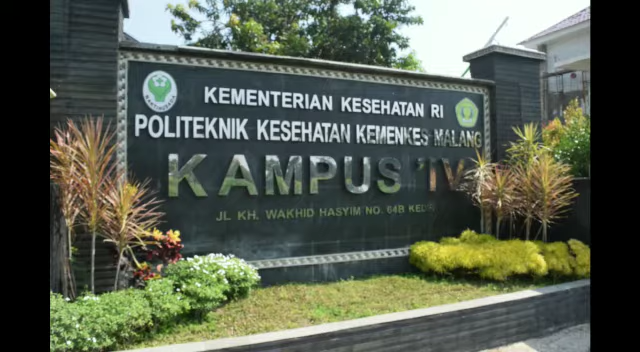 KEMENTERIAN KESEHATAN RI
POLITEKNIK KESEHATAN KEMENKES MALANG
KAMPUS IV
JL KH. WAKHID HASYIM NO. 64B KEDIRI